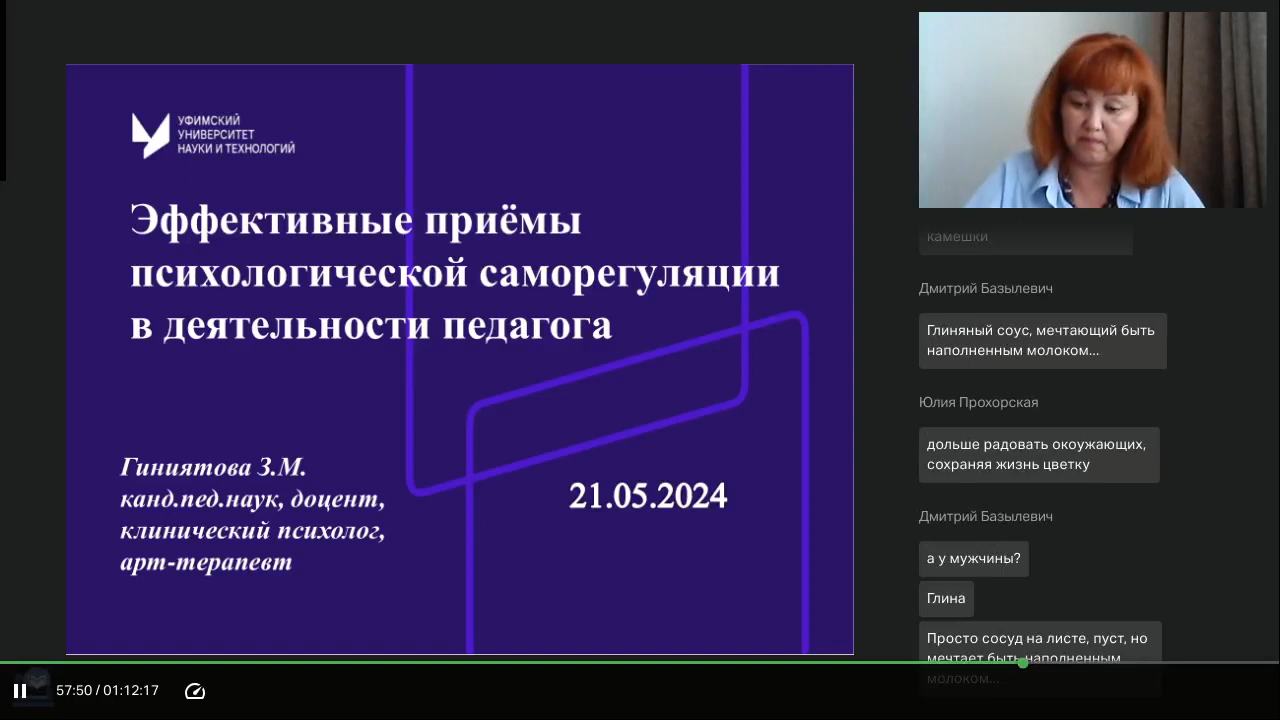 УФИМСКИЙ
УНИВЕРСИТЕТ
НАУКИ И ТЕХНОЛОГИЙ
Эффективные приёмы
психологической саморегуляции
в деятельности педагога
Гиниятова З.М.
канд.пед.наук, доцент,
клинический психолог,
арт-терапевт
21.05.2024
камешки
Дмитрий Базылевич
Глиняный соус, мечтающий быть
наполненным молоком...
Юлия Прохорская
дольше радовать окоужающих,
сохраняя жизнь цветку
Дмитрий Базылевич
а у мужчины?
Глина
Просто сосуд на листе, пуст, но
мечтает быть наполненным
молоком...
57:50 / 01:12:17